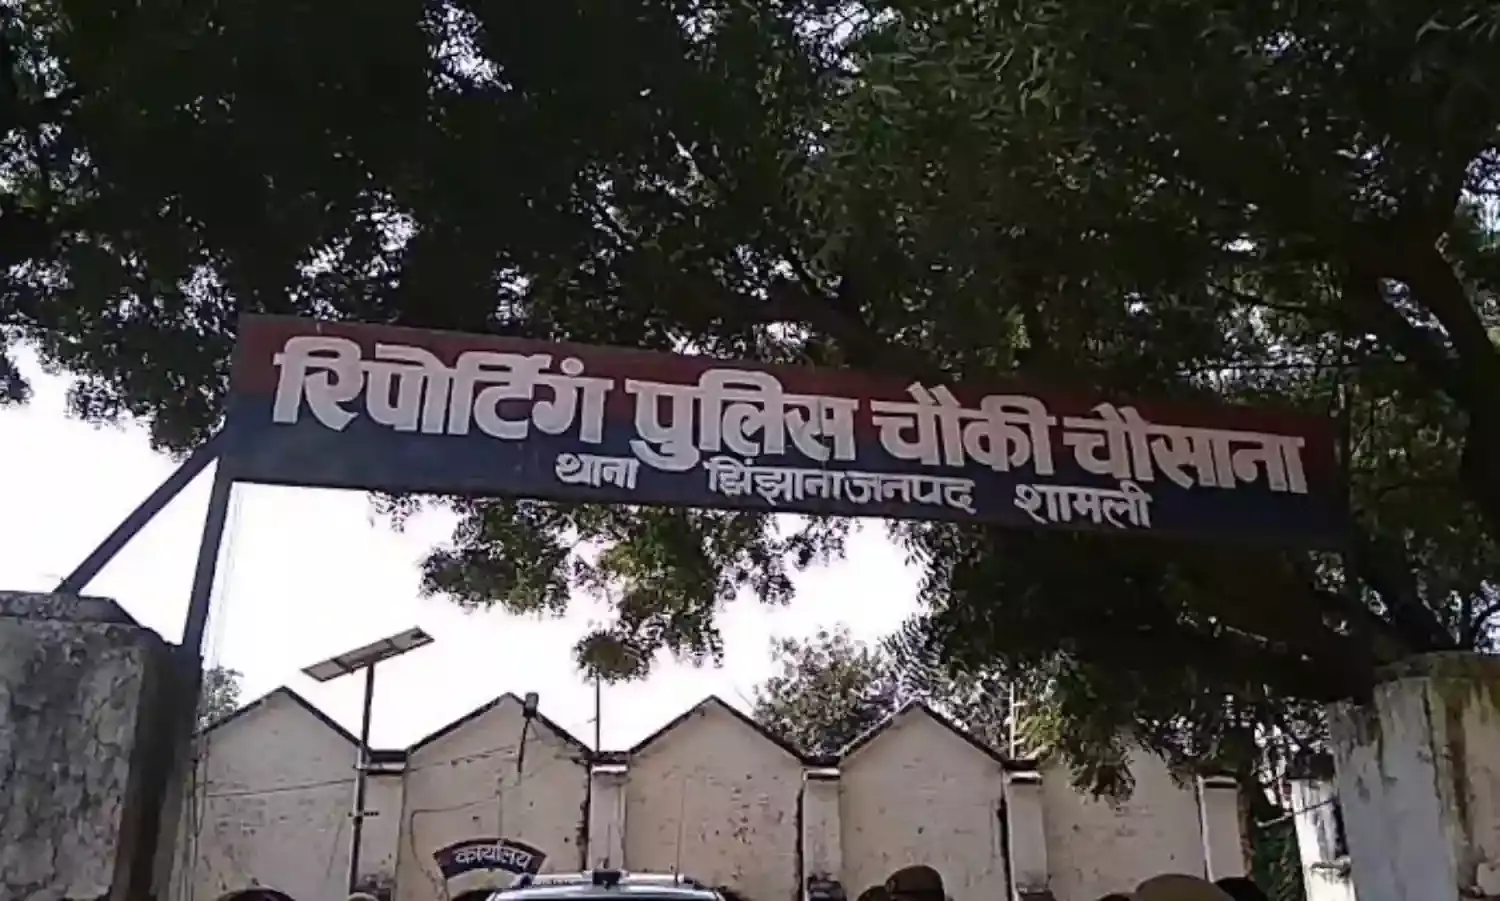 रिपोर्टिंग पुलिस चौकी चौसाना
थाना झिंझाना जनपद शामली
कार्यालय